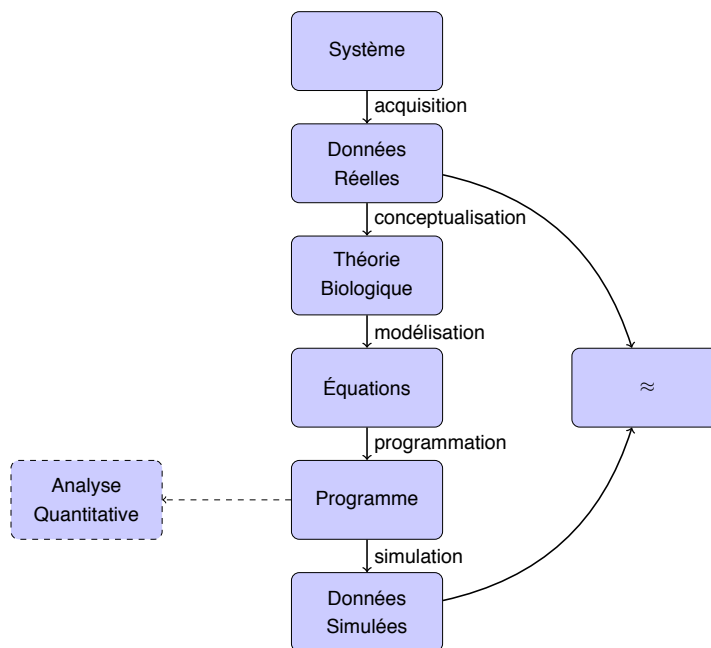 Système
acquisition
Données
Réelles
conceptualisation
Théorie
Biologique
modélisation
Équations
≈
programmation
Analyse
Quantitative
Programme
simulation
Données
Simulées